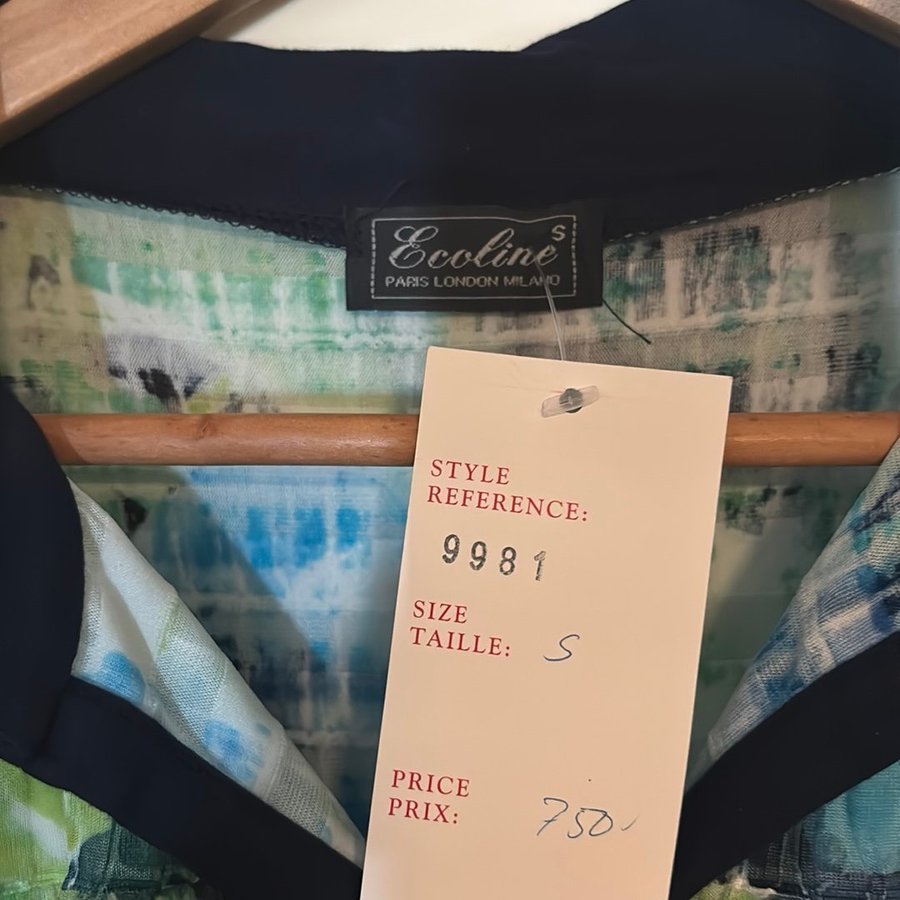 Ecoline S
PARIS LONDON MILANO
STYLE
REFERENCE:
9981
SIZE
TAILLE: S
PRICE
PRIX: 750